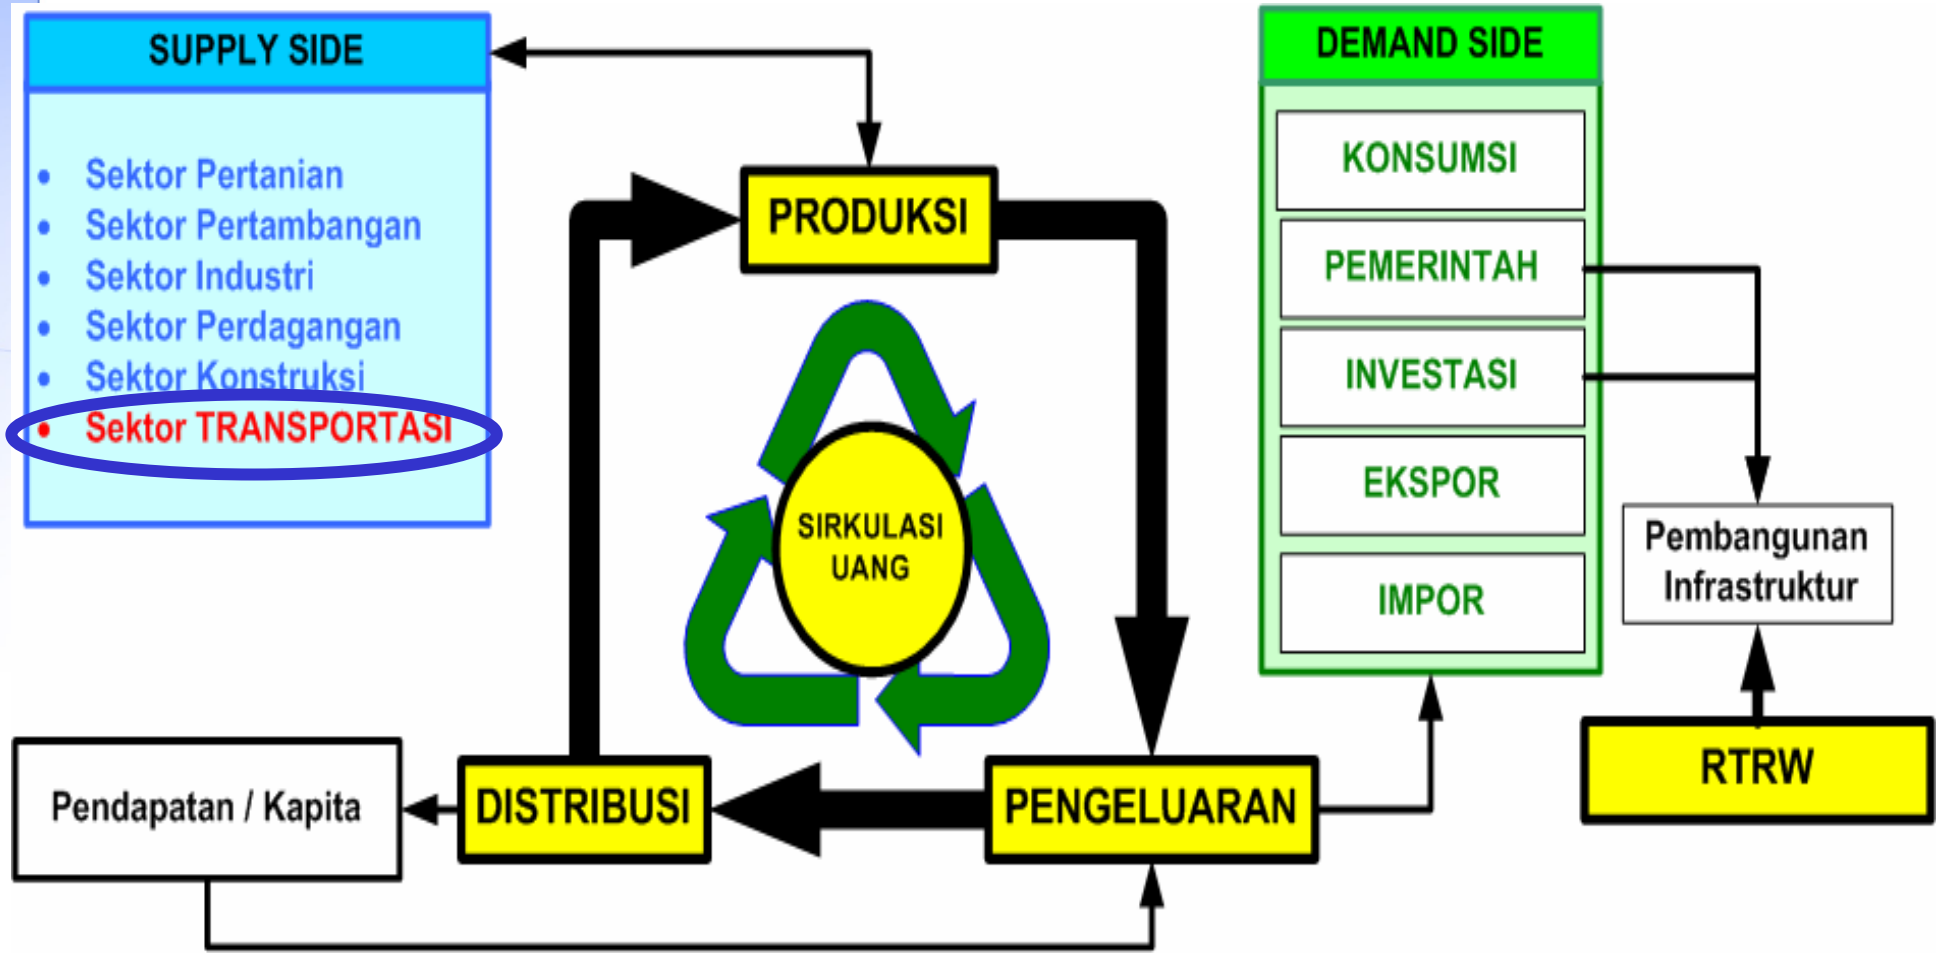 SUPPLY SIDE
• Sektor Pertanian
• Sektor Pertambangan
• Sektor Industri
• Sektor Perdagangan
• Sektor Konstruksi
• Sektor TRANSPORTASI
PRODUKSI
SIRKULASI
UANG
DISTRIBUSI
PENGELUARAN
Pendapatan / Kapita
DEMAND SIDE
KONSUMSI
PEMERINTAH
INVESTASI
EKSPOR
IMPOR
Pembangunan
Infrastruktur
RTRW